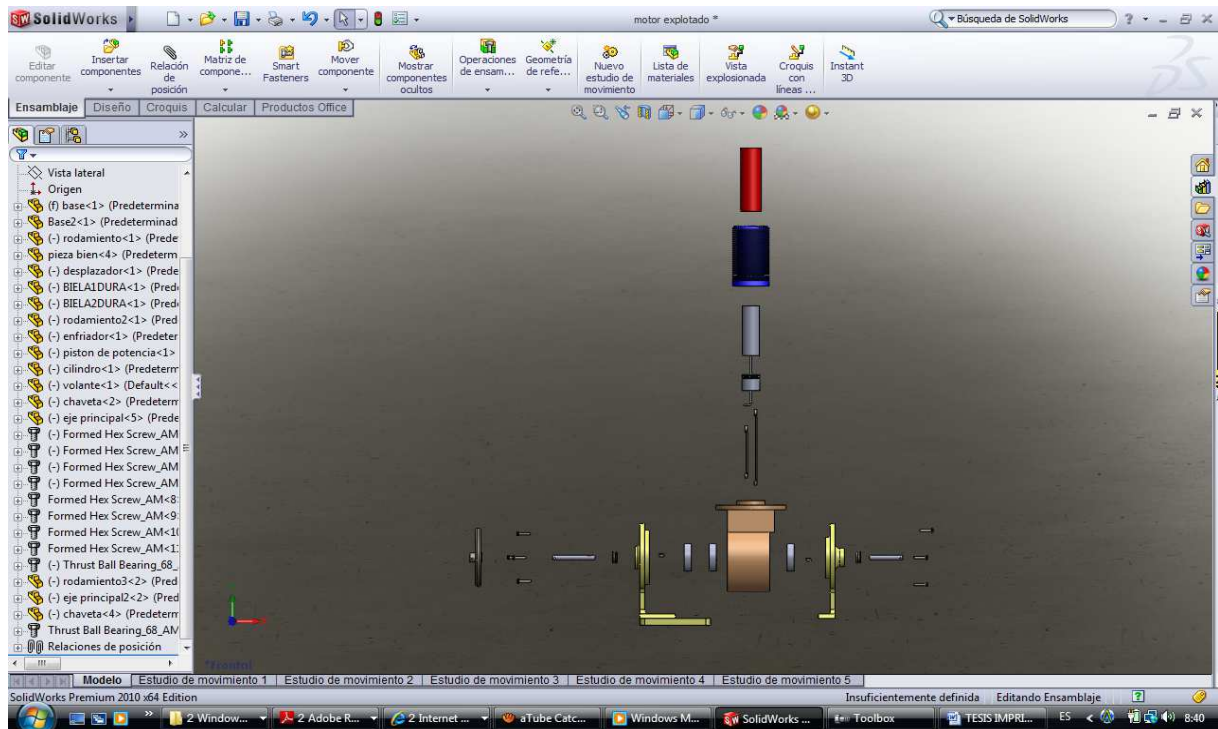 SolidWorks
motor explotado *
Búsqueda de SolidWorks
?
Editar componente
Insertar componentes
Relación de posición
Matriz de compone...
Smart Fasteners
Mover componente
Mostrar componentes ocultos
Operaciones de ensam...
Geometría de refe...
Nuevo estudio de movimiento
Lista de materiales
Vista explosionada
Croquis con líneas ...
Instant 3D
Ensamblaje Diseño Croquis Calcular Productos Office
»
Vista lateral
Origen
(f) base<1> (Predetermina
Base2<1> (Predeterminad
(-) rodamiento<1> (Prede
pieza bien<4> (Predeterm
(-) desplazador<1> (Prede
(-) BIELA1DURA<1> (Pred
(-) BIELA2DURA<1> (Pred
(-) rodamiento2<1> (Pred
(-) enfriador<1> (Predeter
(-) piston de potencia<1>
(-) cilindro<1> (Predeterm
(-) volante<1> (Default<<
(-) chaveta<2> (Predeterm
(-) eje principal<5> (Prede
(-) Formed Hex Screw_AM
(-) Formed Hex Screw_AM
(-) Formed Hex Screw_AM
(-) Formed Hex Screw_AM
Formed Hex Screw_AM<8
Formed Hex Screw_AM<9
Formed Hex Screw_AM<1(
Formed Hex Screw_AM<1
(-) Thrust Ball Bearing_68_
(-) rodamiento3<2> (Pred
(-) eje principal2<2> (Pred
(-) chaveta<4> (Predeterm
Thrust Ball Bearing_68_AM
Relaciones de posición
*Frontal
Modelo Estudio de movimiento 1 Estudio de movimiento 2 Estudio de movimiento 3 Estudio de movimiento 4 Estudio de movimiento 5
SolidWorks Premium 2010 x64 Edition Insuficientemente definida Editando Ensamblaje
» 2 Window... 2 Adobe R... 2 Internet ... aTube Catc... Windows M... SolidWorks ... Toolbox TESIS IMPRI... ES < 8:40